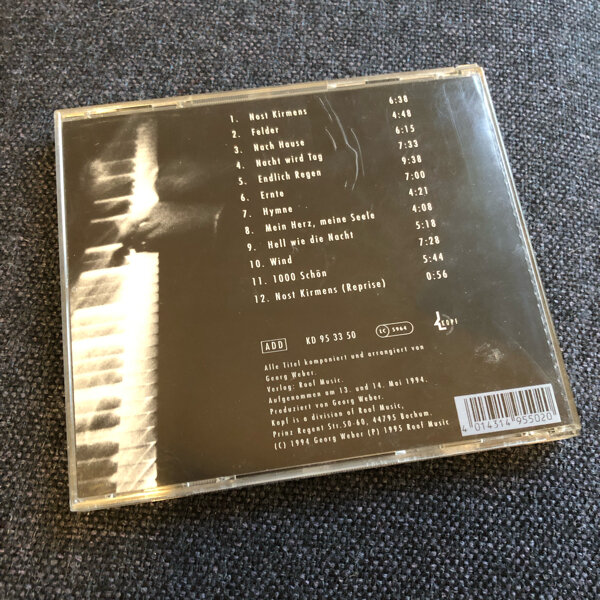 1. Nost Kirmens 6:38
2. Felder 4:48
3. Nach Hause 6:15
4. Nacht wird Tag 7:33
5. Endlich Regen 9:38
6. Ernte 7:00
7. Hymne 4:21
8. Mein Herz, meine Seele 4:08
9. Hell wie die Nacht 5:18
10. Wind 7:28
11. 1000 Schön 5:44
12. Nost Kirmens (Reprise) 0:56
ADD KD 95 33 50 LC 5964 KOPF
Alle Titel komponiert und arrangiert von
Georg Weber.
Verlag: Roof Music.
Aufgenommen am 13. und 14. Mai 1994.
Produziert von Georg Weber.
Kopf is a division of Roof Music,
Prinz Regent Str.50-60, 44795 Bochum.
(C) 1994 Georg Weber (P) 1995 Roof Music
4 014314 955020